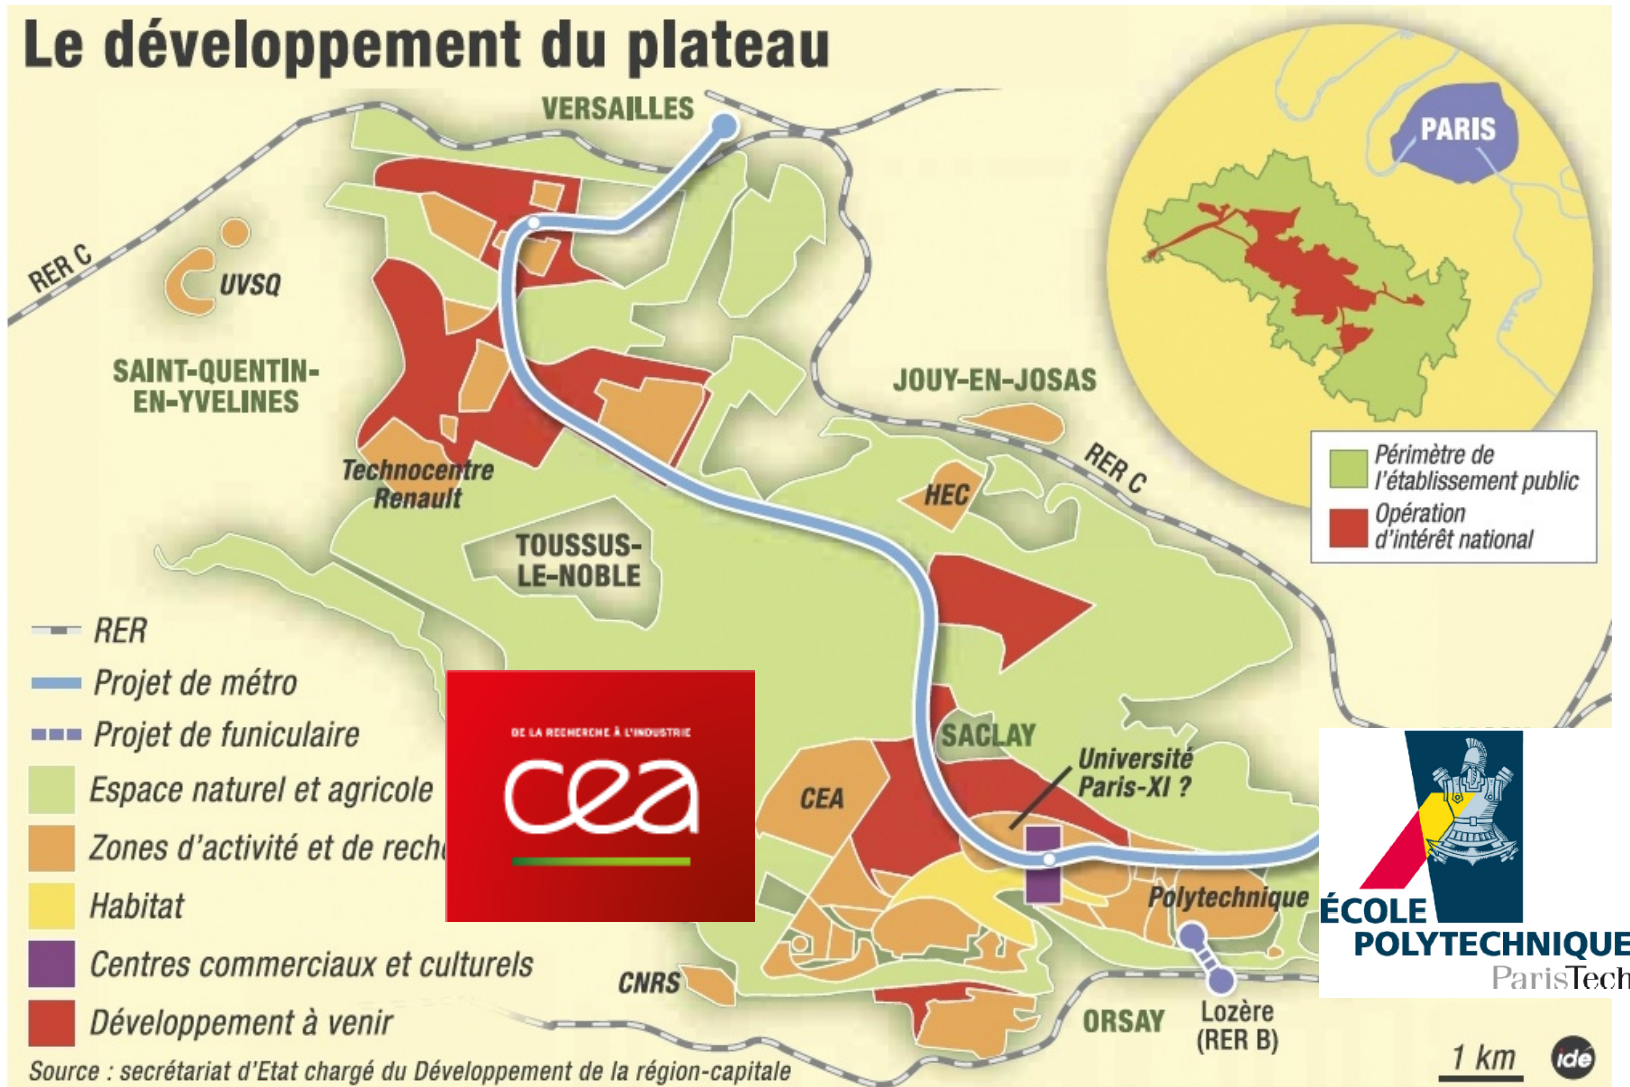 Le développement du plateau
VERSAILLES
PARIS
RER C
UVSQ
SAINT-QUENTIN-
EN-YVELINES
JOUY-EN-JOSAS
RER C
Technocentre
Renault
HEC
Périmètre de
l'établissement public
Opération
d'intérêt national
TOUSSUS-
LE-NOBLE
RER
Projet de métro
Projet de funiculaire
Espace naturel et agricole
Zones d'activité et de rech
Habitat
Centres commerciaux et culturels
Développement à venir
DE LA RECHERCHE À L'INDUSTRIE
cea
SACLAY
Université
Paris-XI ?
CEA
Polytechnique
ÉCOLE
POLYTECHNIQUE
ParisTech
CNRS
ORSAY
Lozère
(RER B)
1 km
idé
Source : secrétariat d'Etat chargé du Développement de la région-capitale